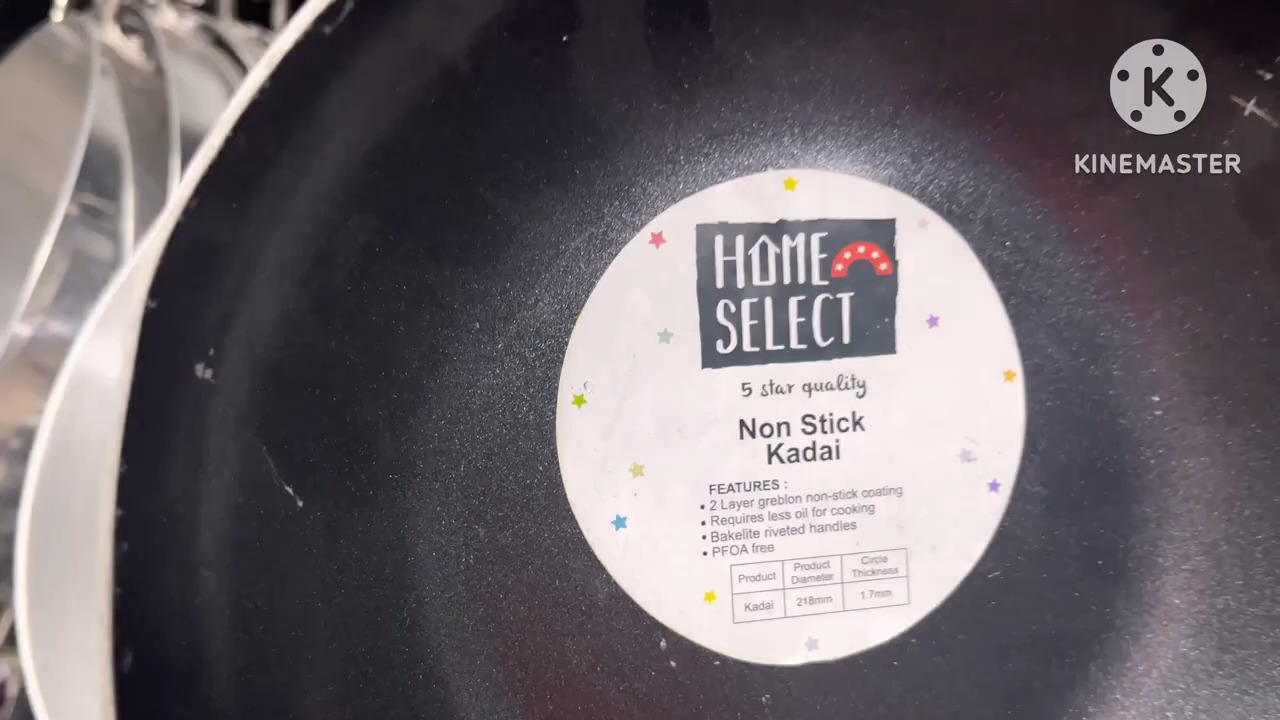 K
KINEMASTER
HOME
SELECT
5 star quality
Non Stick
Kadai
FEATURES :
• 2 Layer greblon non-stick coating
• Requires less oil for cooking
• Bakelite riveted handles
• PFOA free
Product Product Diameter Circle Thickness
Kadai 218mm 1.7mm